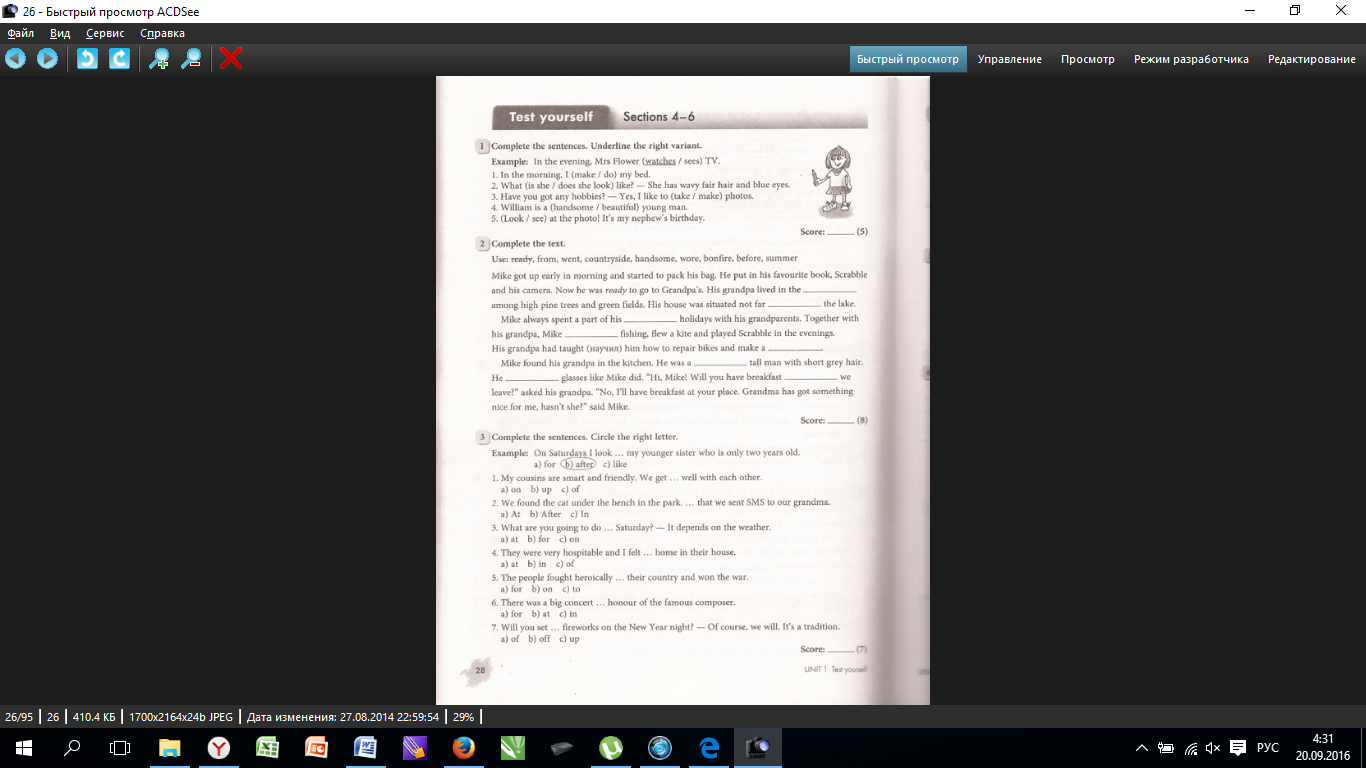 26 - Быстрый просмотр ACDSee
Файл Вид Сервис Справка
Быстрый просмотр Управление Просмотр Режим разработчика Редактирование
Test yourself Sections 4–6
1 Complete the sentences. Underline the right variant.
Example: In the evening, Mrs Flower (watches / sees) TV.
1. In the morning, I (make / do) my bed.
2. What (is she / does she look) like? — She has wavy fair hair and blue eyes.
3. Have you got any hobbies? — Yes, I like to (take / make) photos.
4. William is a (handsome / beautiful) young man.
5. (Look / see) at the photo! It's my nephew's birthday.
Score: ______ (5)
2 Complete the text.
Use: ready, from, went, countryside, handsome, wore, bonfire, before, summer
Mike got up early in morning and started to pack his bag. He put in his favourite book, Scrabble
and his camera. Now he was ready to go to Grandpa's. His grandpa lived in the ____________
among high pine trees and green fields. His house was situated not far ____________ the lake.
Mike always spent a part of his ____________ holidays with his grandparents. Together with
his grandpa, Mike ____________ fishing, flew a kite and played Scrabble in the evenings.
His grandpa had taught (научил) him how to repair bikes and make a ____________.
Mike found his grandpa in the kitchen. He was a ____________ tall man with short grey hair.
He ____________ glasses like Mike did. "Hi, Mike! Will you have breakfast ____________ we
leave?" asked his grandpa. "No, I'll have breakfast at your place. Grandma has got something
nice for me, hasn't she?" said Mike.
Score: ______ (8)
3 Complete the sentences. Circle the right letter.
Example: On Saturdays I look … my younger sister who is only two years old.
a) for b) after c) like
1. My cousins are smart and friendly. We get … well with each other.
a) on b) up c) of
2. We found the cat under the bench in the park. … that we sent SMS to our grandma.
a) At b) After c) In
3. What are you going to do … Saturday? — It depends on the weather.
a) at b) for c) on
4. They were very hospitable and I felt … home in their house.
a) at b) in c) of
5. The people fought heroically … their country and won the war.
a) for b) on c) to
6. There was a big concert … honour of the famous composer.
a) for b) at c) in
7. Will you set … fireworks on the New Year night? — Of course, we will. It's a tradition.
a) of b) off c) up
Score: ______ (7)
28 UNIT 1 Test yourself
26/95 26 410.4 КБ 1700x2164x24b JPEG Дата изменения: 27.08.2014 22:59:54 29%
РУС 4:31
20.09.2016